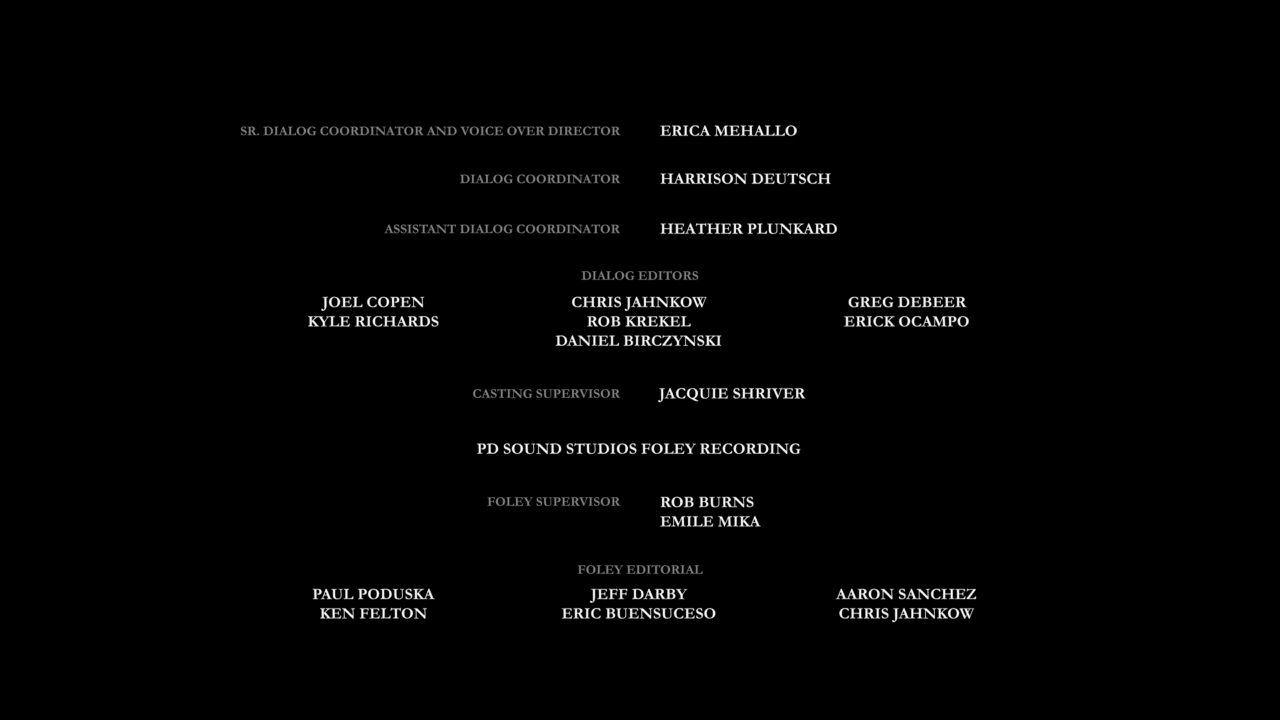 SR. DIALOG COORDINATOR AND VOICE OVER DIRECTOR ERICA MEHALLO
DIALOG COORDINATOR HARRISON DEUTSCH
ASSISTANT DIALOG COORDINATOR HEATHER PLUNKARD
DIALOG EDITORS
JOEL COPEN CHRIS JAHNKOW GREG DEBEER
KYLE RICHARDS ROB KREKEL ERICK OCAMPO
DANIEL BIRCZYNSKI
CASTING SUPERVISOR JACQUIE SHRIVER
PD SOUND STUDIOS FOLEY RECORDING
FOLEY SUPERVISOR ROB BURNS
EMILE MIKA
FOLEY EDITORIAL
PAUL PODUSKA JEFF DARBY AARON SANCHEZ
KEN FELTON ERIC BUENSUCESO CHRIS JAHNKOW